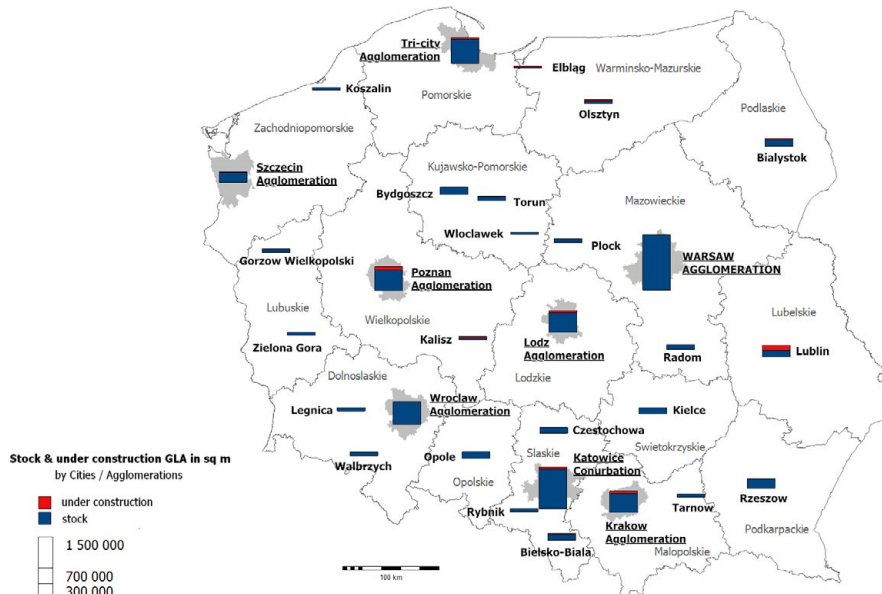 Tri-city
Agglomeration
Elbląg
Warminsko-Mazurskie
Koszalin
Pomorskie
Olsztyn
Podlaskie
Zachodniopomorskie
Bialystok
Szczecin
Agglomeration
Kujawsko-Pomorskie
Bydgoszcz
Torun
Mazowieckie
Wloclawek
Plock
Gorzow Wielkopolski
WARSAW
AGGLOMERATION
Poznan
Agglomeration
Lubuskie
Wielkopolskie
Lubelskie
Zielona Gora
Kalisz
Lodz
Agglomeration
Radom
Lublin
Dolnoslaskie
Lodzkie
Legnica
Wroclaw
Agglomeration
Kielce
Czestochowa
Swietokrzyskie
Walbrzych
Opole
Slaskie
Katowice
Conurbation
Opolskie
Rzeszow
Rybnik
Tarnow
Krakow
Agglomeration
Podkarpackie
Bielsko-Biala
Malopolskie
Stock & under construction GLA in sq m
by Cities / Agglomerations
under construction
stock
1 500 000
700 000
300 000
100 km